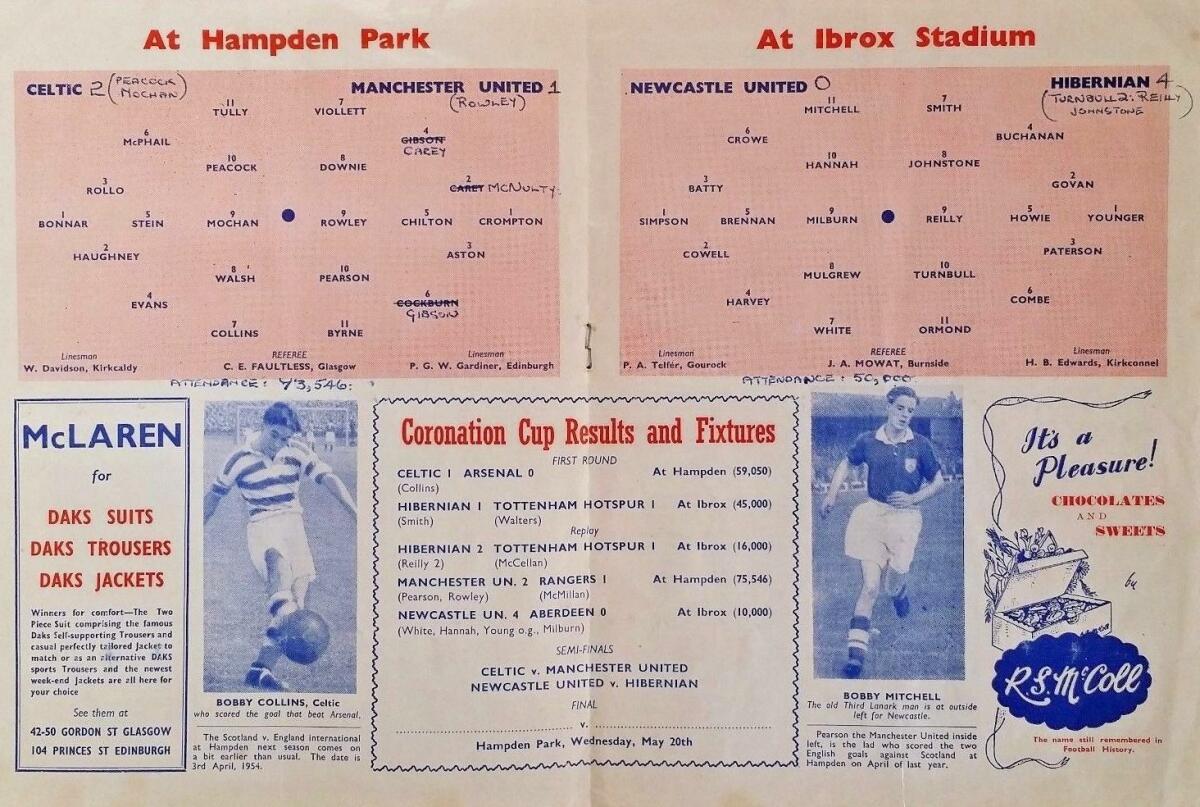 At Hampden Park
CELTIC 2 (PEACOCK
MOCHAN)
MANCHESTER UNITED 1
(ROWLEY)
11
TULLY
7
VIOLLETT
6
McPHAIL
4
GIBSON
CAREY
10
PEACOCK
8
DOWNIE
3
ROLLO
2
CAREY MCNULTY.
1
BONNAR
5
STEIN
9
MOCHAN
9
ROWLEY
5
CHILTON
1
CROMPTON
2
HAUGHNEY
3
ASTON
8
WALSH
10
PEARSON
4
EVANS
6
COCKBURN
GIBSON
7
COLLINS
11
BYRNE
Linesman
W. Davidson, Kirkcaldy
REFEREE
C. E. FAULTLESS, Glasgow
Linesman
P. G. W. Gardiner, Edinburgh
ATTENDANCE: 73,546:
At Ibrox Stadium
NEWCASTLE UNITED 0
HIBERNIAN 4
(TURNBULL 2: REILLY)
JOHNSTONE
11
MITCHELL
7
SMITH
6
CROWE
4
BUCHANAN
10
HANNAH
8
JOHNSTONE
3
BATTY
2
GOVAN
1
SIMPSON
5
BRENNAN
9
MILBURN
9
REILLY
5
HOWIE
1
YOUNGER
2
COWELL
3
PATERSON
8
MULGREW
10
TURNBULL
4
HARVEY
6
COMBE
7
WHITE
11
ORMOND
Linesman
P. A. Telfér, Gourock
REFEREE
J. A. MOWAT, Burnside
Linesman
H. B. Edwards, Kirkconnel
ATTENDANCE: 50,000
McLAREN
for
DAKS SUITS
DAKS TROUSERS
DAKS JACKETS
Winners for comfort—The Two
Piece Suit comprising the famous
Daks Self-supporting Trousers and
casual perfectly tailored Jacket to
match or as an alternative DAKS
sports Trousers and the newest
week-end Jackets are all here for
your choice
See them at
42-50 GORDON ST GLASGOW
104 PRINCES ST EDINBURGH
BOBBY COLLINS, Celtic
who scored the goal that beat Arsenal.
The Scotland v. England international
at Hampden next season comes on
a bit earlier than usual. The date is
3rd April, 1954.
Coronation Cup Results and Fixtures
FIRST ROUND
CELTIC 1 ARSENAL 0 At Hampden (59,050)
(Collins)
HIBERNIAN 1 TOTTENHAM HOTSPUR 1 At Ibrox (45,000)
(Smith) (Walters)
Replay
HIBERNIAN 2 TOTTENHAM HOTSPUR 1 At Ibrox (16,000)
(Reilly 2) (McCellan)
MANCHESTER UN. 2 RANGERS 1 At Hampden (75,546)
(Pearson, Rowley) (McMillan)
NEWCASTLE UN. 4 ABERDEEN 0 At Ibrox (10,000)
(White, Hannah, Young o.g., Milburn)
SEMI-FINALS
CELTIC v. MANCHESTER UNITED
NEWCASTLE UNITED v. HIBERNIAN
FINAL
v.
Hampden Park, Wednesday, May 20th
BOBBY MITCHELL
The old Third Lanark man is at outside
left for Newcastle.
Pearson the Manchester United inside
left, is the lad who scored the two
English goals against Scotland at
Hampden on April of last year.
It's a
Pleasure!
CHOCOLATES
AND
SWEETS
by
R.S. McColl
The name still remembered in
Football History.